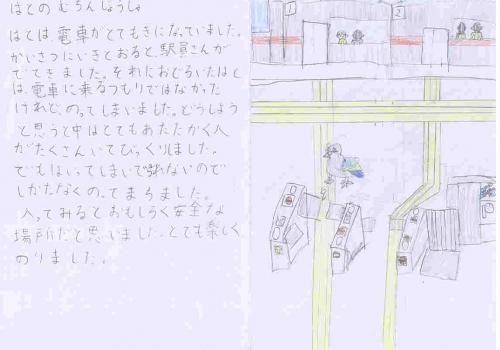 はとのむちんじょうしゃ
はとは電車がとてもきになっていました。
かいさつにいきとおると、駅員さんが
でてきました。それにおどろいたはと
は、電車に乗るつもりではなかった
けれどのってしまいました。どうしよう
と思うと中はとてもあたたかく人
がたくさんいてびっくりしました。
でもはいってしまいで れないので
しかたなくのってまちました。
入ってみるとおもしろく安全な
場所だと思いました。とても楽しく
のりました。
1
2